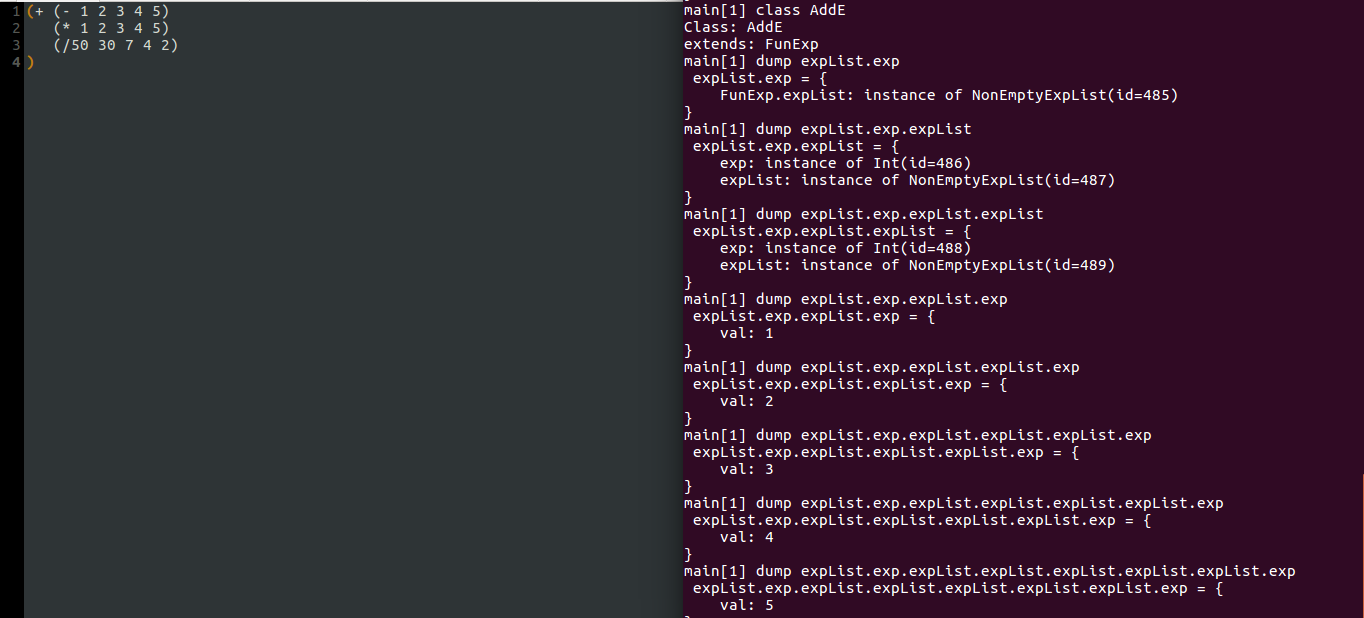 1 (+ (- 1 2 3 4 5)
2    (* 1 2 3 4 5)
3    (/50 30 7 4 2)
4 )
main[1] class AddE
Class: AddE
extends: FunExp
main[1] dump expList.exp
 expList.exp = {
    FunExp.expList: instance of NonEmptyExpList(id=485)
}
main[1] dump expList.exp.expList
 expList.exp.expList = {
    exp: instance of Int(id=486)
    expList: instance of NonEmptyExpList(id=487)
}
main[1] dump expList.exp.expList.expList
 expList.exp.expList.expList = {
    exp: instance of Int(id=488)
    expList: instance of NonEmptyExpList(id=489)
}
main[1] dump expList.exp.expList.exp
 expList.exp.expList.exp = {
    val: 1
}
main[1] dump expList.exp.expList.expList.exp
 expList.exp.expList.expList.exp = {
    val: 2
}
main[1] dump expList.exp.expList.expList.expList.exp
 expList.exp.expList.expList.expList.exp = {
    val: 3
}
main[1] dump expList.exp.expList.expList.expList.expList.exp
 expList.exp.expList.expList.expList.expList.exp = {
    val: 4
}
main[1] dump expList.exp.expList.expList.expList.expList.expList.exp
 expList.exp.expList.expList.expList.expList.expList.exp = {
    val: 5